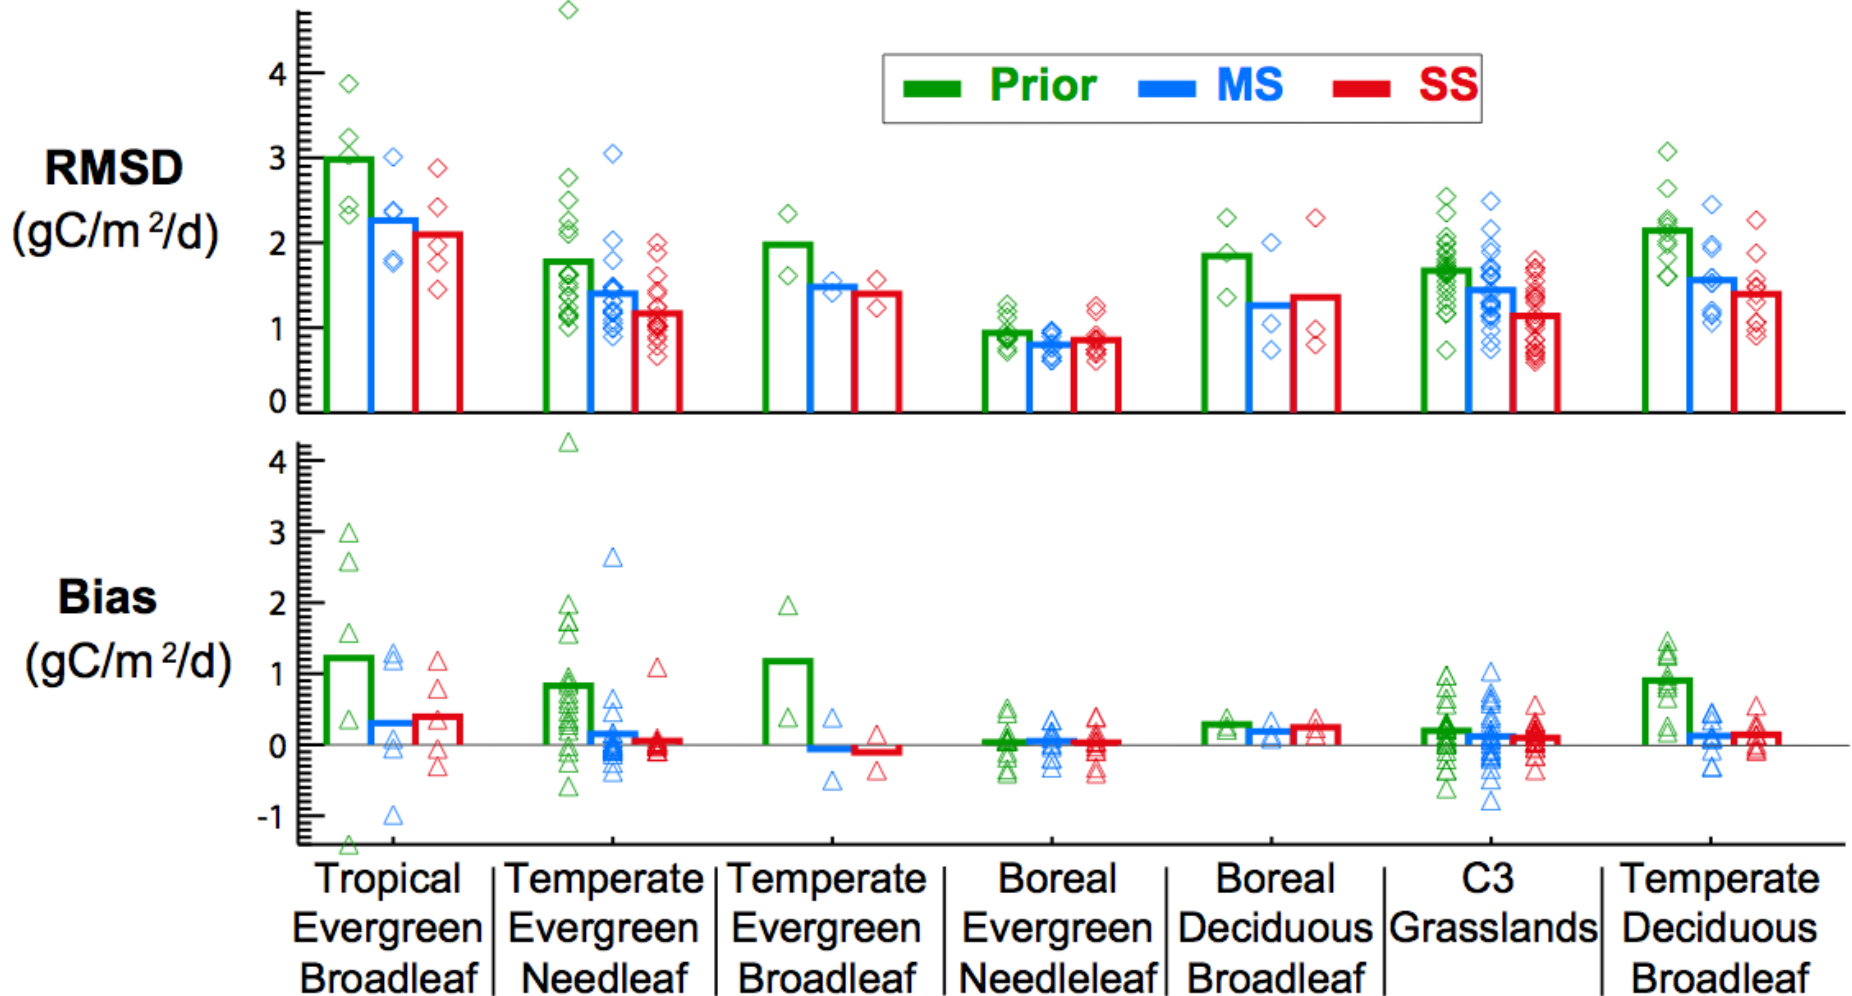 Prior MS SS
RMSD
(gC/m²/d)
4
3
2
1
0
Bias
(gC/m²/d)
4
3
2
1
0
-1
Tropical Evergreen Broadleaf
Temperate Evergreen Needleaf
Temperate Evergreen Broadleaf
Boreal Evergreen Needleleaf
Boreal Deciduous Broadleaf
C3 Grasslands
Temperate Deciduous Broadleaf